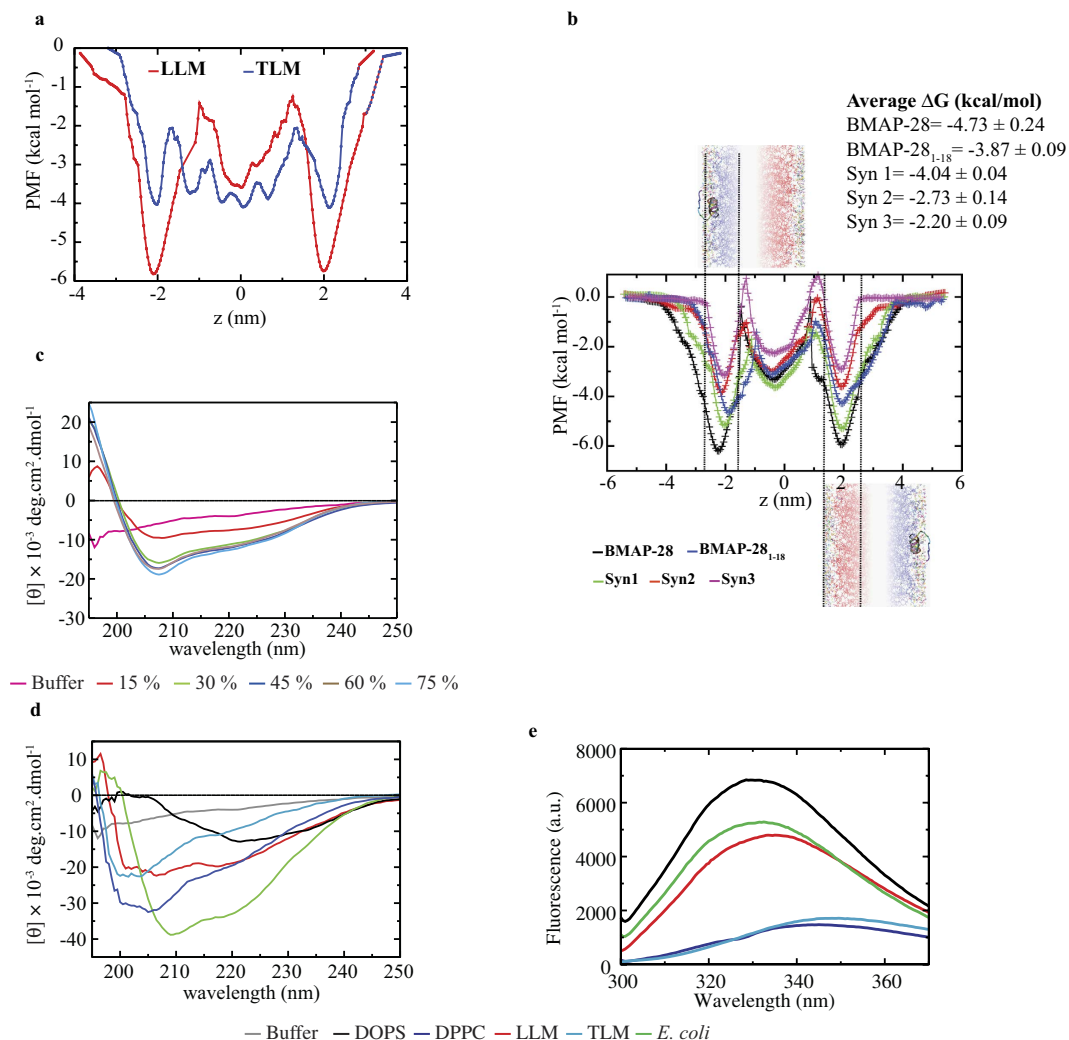 a
PMF (kcal mol⁻¹)
0
-1
-2
-3
-4
-5
-6
LLM TLM
-4 -2 0 2 4
z (nm)
b
Average ΔG (kcal/mol)
BMAP-28= -4.73 ± 0.24
BMAP-28₁₋₁₈= -3.87 ± 0.09
Syn 1= -4.04 ± 0.04
Syn 2= -2.73 ± 0.14
Syn 3= -2.20 ± 0.09
PMF (kcal mol⁻¹)
0.0
-2.0
-4.0
-6.0
-6 -4 -2 0 2 4 6
z (nm)
BMAP-28 BMAP-28₁₋₁₈
Syn1 Syn2 Syn3
c
[θ] × 10⁻³ deg.cm².dmol⁻¹
20
10
0
-10
-20
-30
200 210 220 230 240 250
wavelength (nm)
Buffer 15 % 30 % 45 % 60 % 75 %
d
[θ] × 10⁻³ deg.cm².dmol⁻¹
10
0
-10
-20
-30
-40
200 210 220 230 240 250
wavelength (nm)
e
Fluorescence (a.u.)
8000
6000
4000
2000
0
300 320 340 360
Wavelength (nm)
Buffer DOPS DPPC LLM TLM E. coli